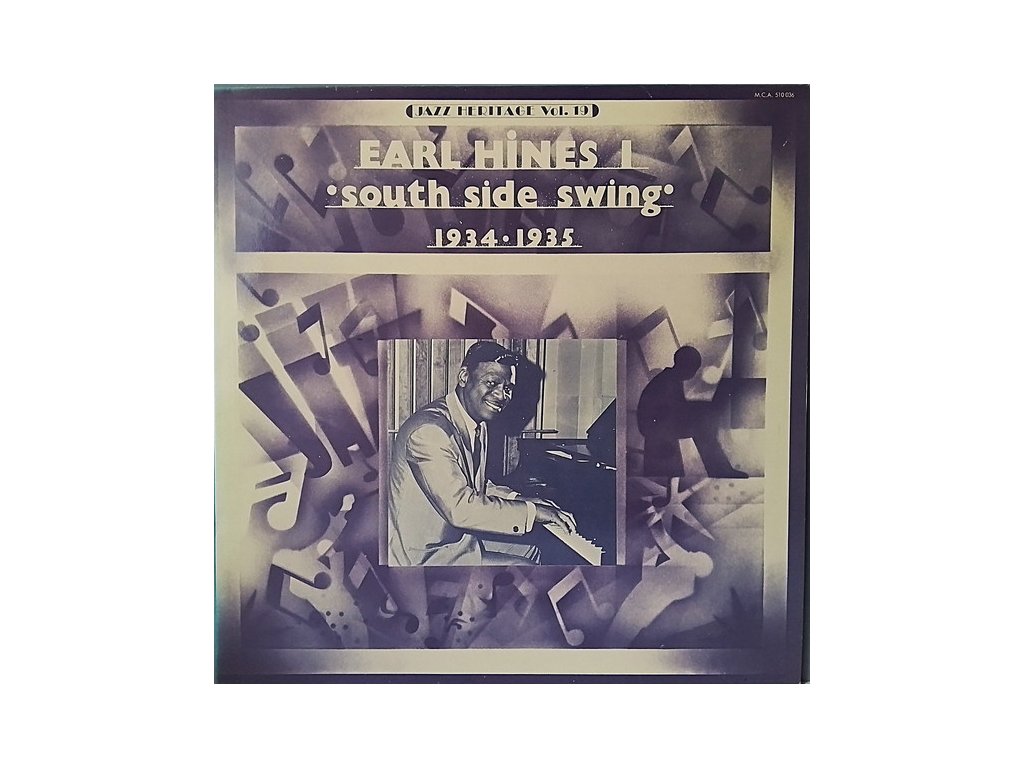 M.C.A. 510 036
JAZZ HERITAGE Vol. 19
EARL HINES 1
•south side swing•
1934 • 1935